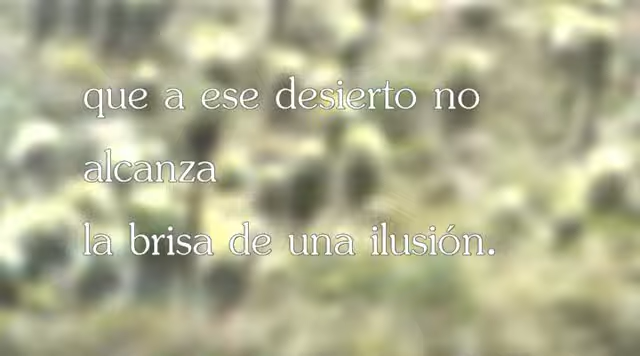 que a ese desierto no
alcanza
la brisa de una ilusión.